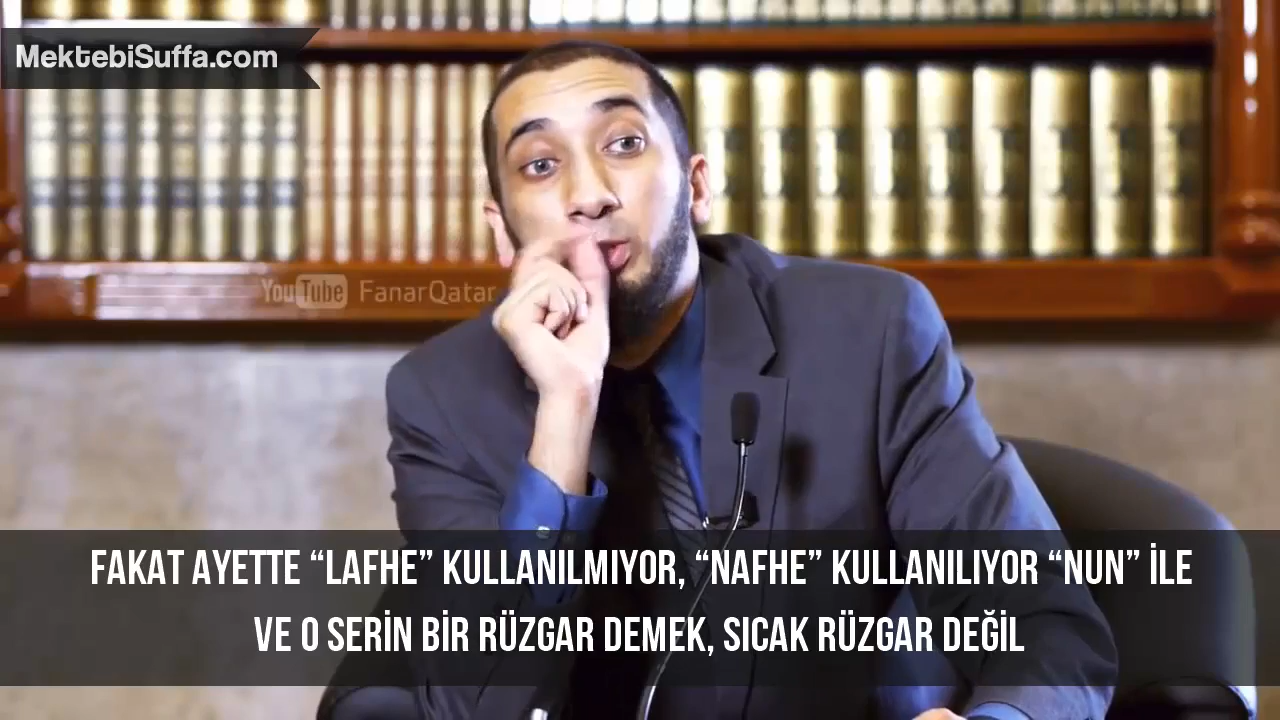 MektebiSuffa.com
YouTube FanarQatar
FAKAT AYETTE “LAFHE” KULLANILMIYOR, “NAFHE” KULLANILIYOR “NUN” İLE
VE O SERİN BİR RÜZGAR DEMEK, SICAK RÜZGAR DEĞİL